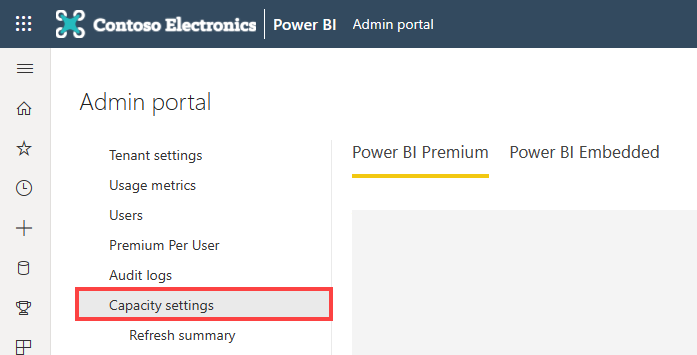 Contoso Electronics Power BI Admin portal
Admin portal
Tenant settings
Usage metrics
Users
Premium Per User
Audit logs
Capacity settings
Refresh summary
Power BI Premium Power BI Embedded